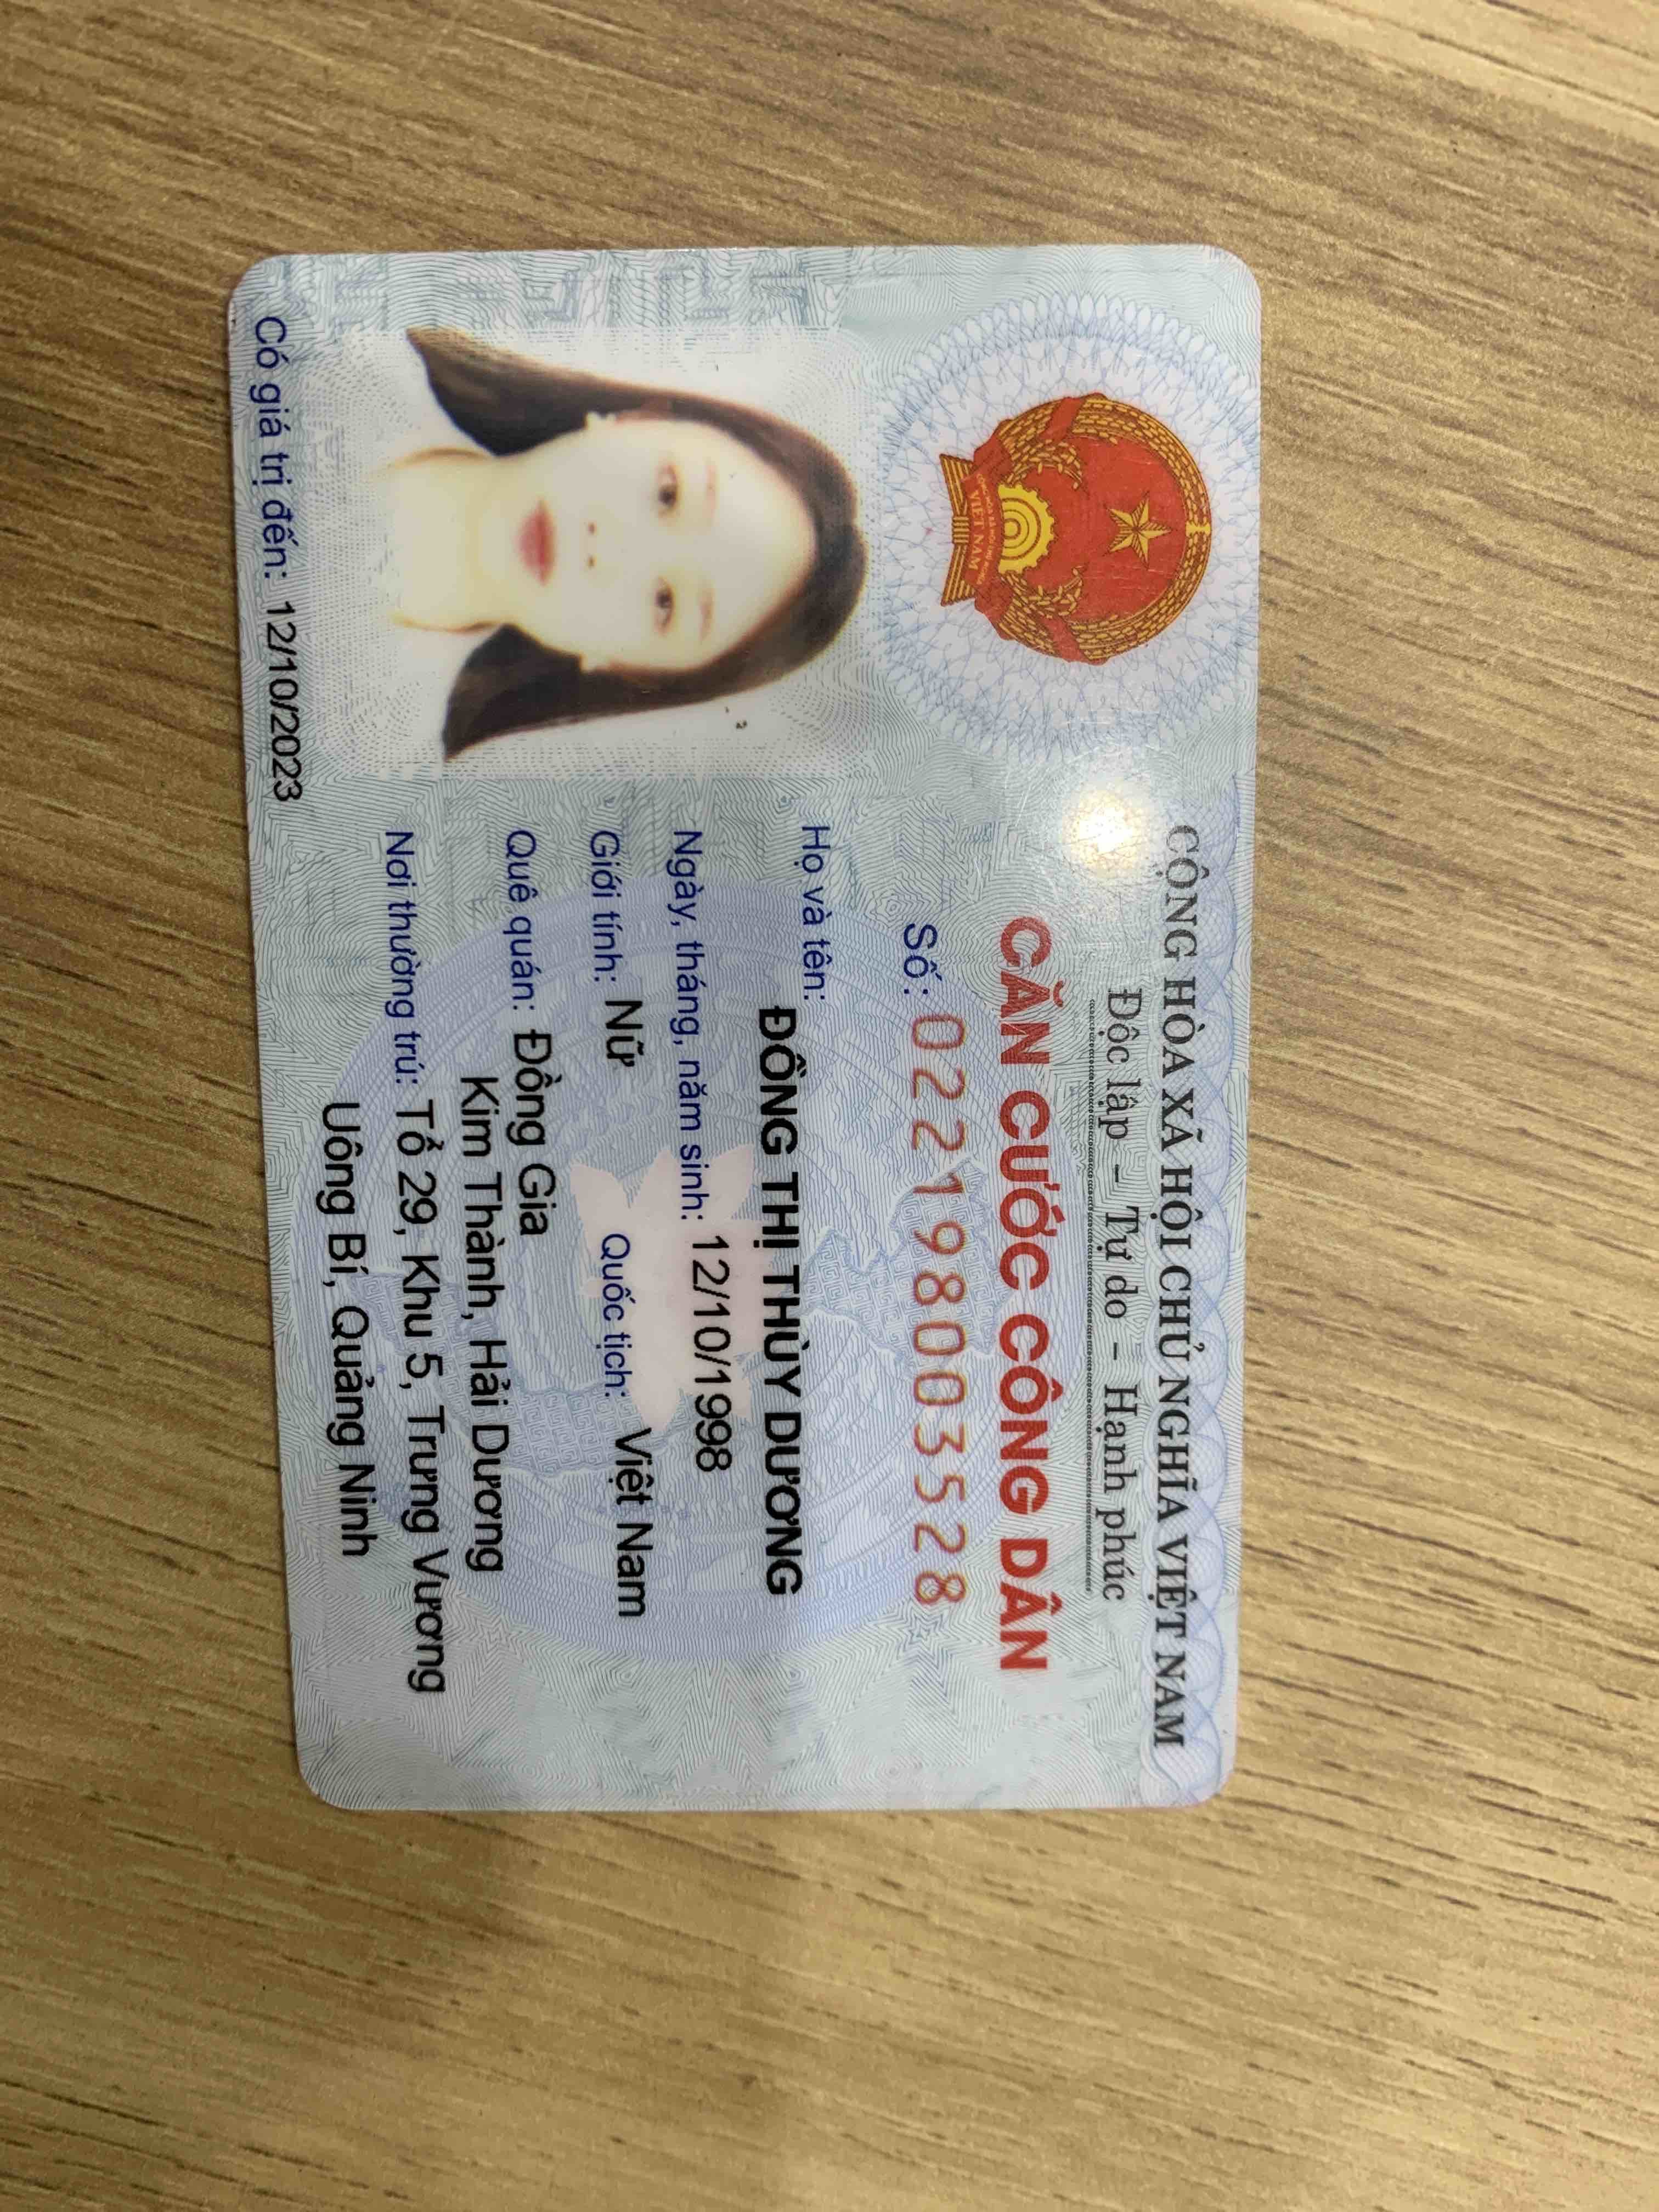 CỘNG HÒA XÃ HỘI CHỦ NGHĨA VIỆT NAM
Độc lập – Tự do – Hạnh phúc
CĂN CƯỚC CÔNG DÂN
Số: 022198003528
Họ và tên:
ĐỒNG THỊ THÙY DƯƠNG
Ngày, tháng, năm sinh: 12/10/1998
Giới tính: Nữ Quốc tịch: Việt Nam
Quê quán: Đồng Gia
Kim Thành, Hải Dương
Nơi thường trú: Tổ 29, Khu 5, Trưng Vương
Uông Bí, Quảng Ninh
Có giá trị đến: 12/10/2023
VIỆT NAM